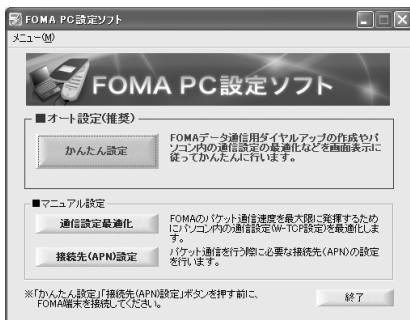 FOMA PC設定ソフト
メニュー(M)
FOMA PC設定ソフト
■オート設定(推奨)
かんたん設定
FOMAデータ通信用ダイヤルアップの作成やパ
ソコン内の通信設定の最適化などを画面表示に
従ってかんたんに行います。
■マニュアル設定
通信設定最適化
FOMAのパケット通信速度を最大限に発揮するため
にパソコン内の通信設定(W-TCP設定)を最適化しま
す。
接続先(APN)設定
パケット通信を行う際に必要な接続先(APN)の設定
を行います。
※「かんたん設定」「接続先(APN)設定」ボタンを押す前に、
FOMA端末を接続してください。
終了